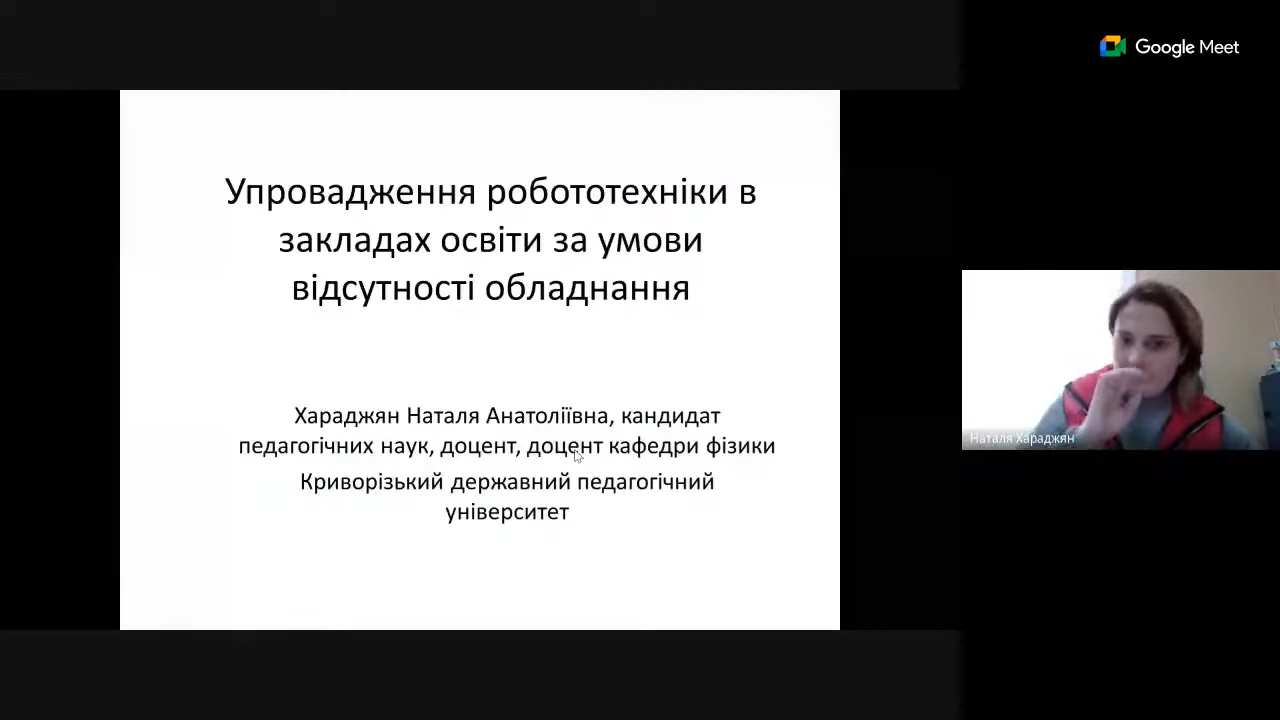 Google Meet
Упровадження робототехніки в
закладах освіти за умови
відсутності обладнання
Хараджян Наталя Анатоліївна, кандидат
педагогічних наук, доцент, доцент кафедри фізики
Криворізький державний педагогічний
університет
Наталя Хараджян